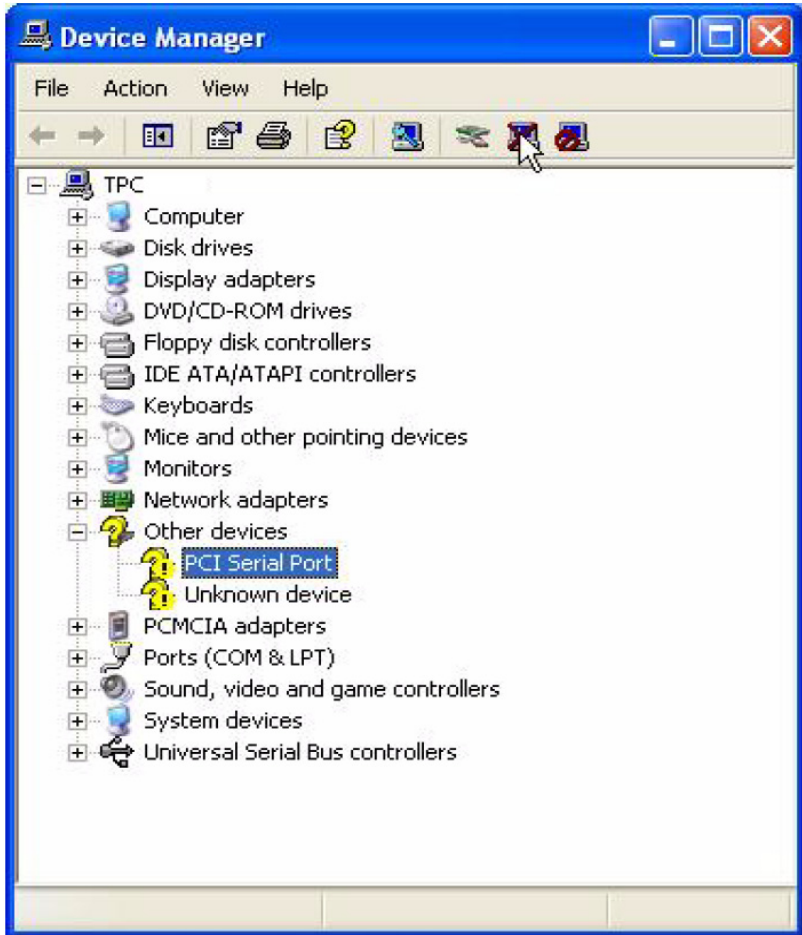 Device Manager
File Action View Help
TPC
Computer
Disk drives
Display adapters
DVD/CD-ROM drives
Floppy disk controllers
IDE ATA/ATAPI controllers
Keyboards
Mice and other pointing devices
Monitors
Network adapters
Other devices
PCI Serial Port
Unknown device
PCMCIA adapters
Ports (COM & LPT)
Sound, video and game controllers
System devices
Universal Serial Bus controllers